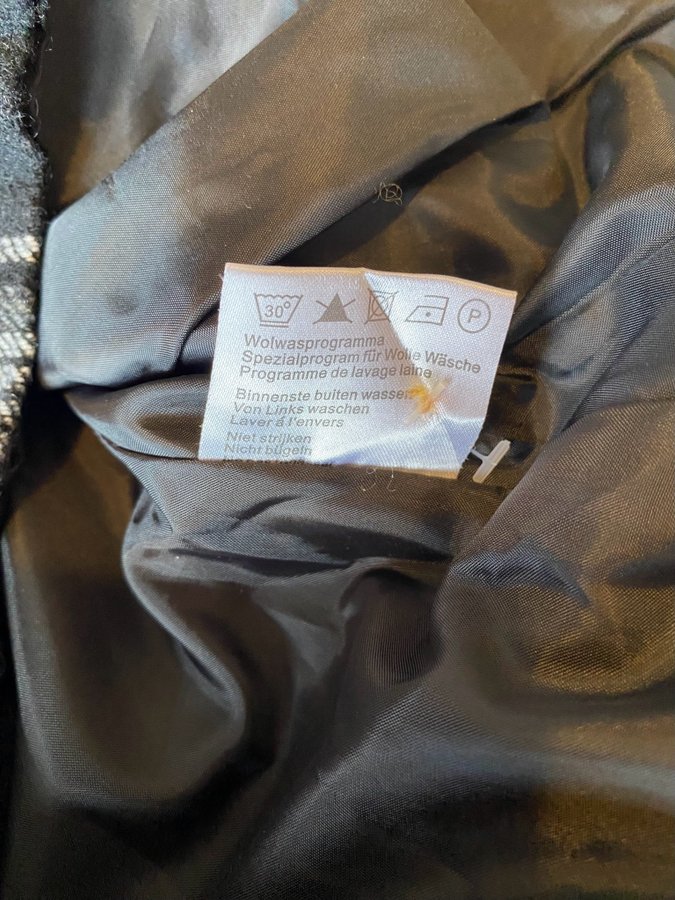 30°
P
Wolwasprogramma
Spezialprogram für Wolle Wäsche
Programme de lavage laine
Binnenste buiten wassen
Von Links waschen
Laver à l'envers
Niet strijken
Nicht bügeln